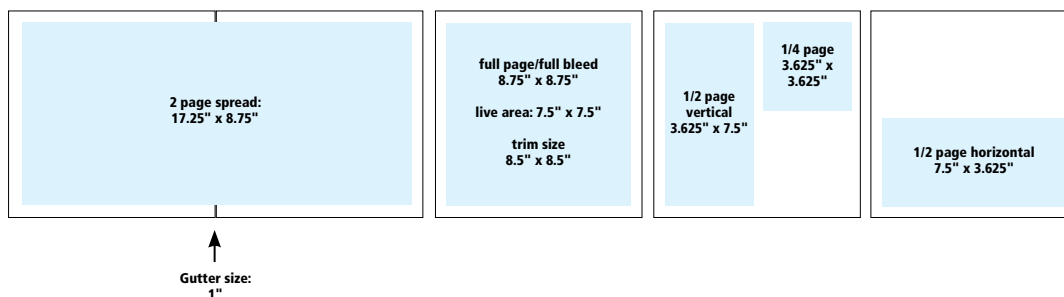 2 page spread:
17.25" x 8.75"
Gutter size:
1"
full page/full bleed
8.75" x 8.75"
live area: 7.5" x 7.5"
trim size
8.5" x 8.5"
1/2 page
vertical
3.625" x 7.5"
1/4 page
3.625" x
3.625"
1/2 page horizontal
7.5" x 3.625"